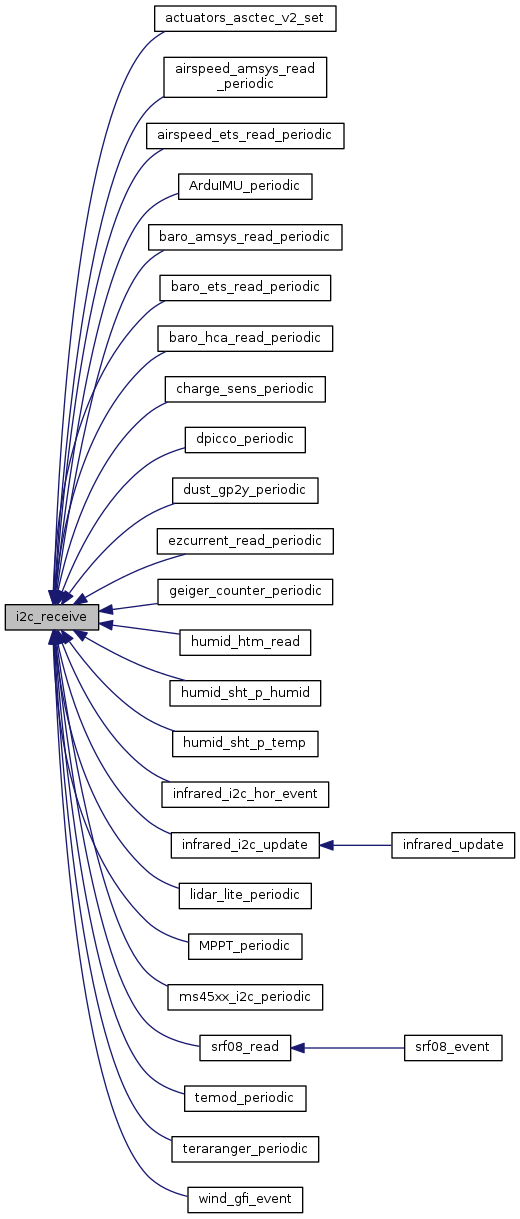 actuators_asctec_v2_set
airspeed_amsys_read
_periodic
airspeed_ets_read_periodic
ArduIMU_periodic
baro_amsys_read_periodic
baro_ets_read_periodic
baro_hca_read_periodic
charge_sens_periodic
dpicco_periodic
dust_gp2y_periodic
ezcurrent_read_periodic
geiger_counter_periodic
i2c_receive
humid_htm_read
humid_sht_p_humid
humid_sht_p_temp
infrared_i2c_hor_event
infrared_i2c_update
infrared_update
lidar_lite_periodic
MPPT_periodic
ms45xx_i2c_periodic
srf08_read
srf08_event
temod_periodic
teraranger_periodic
wind_gfi_event